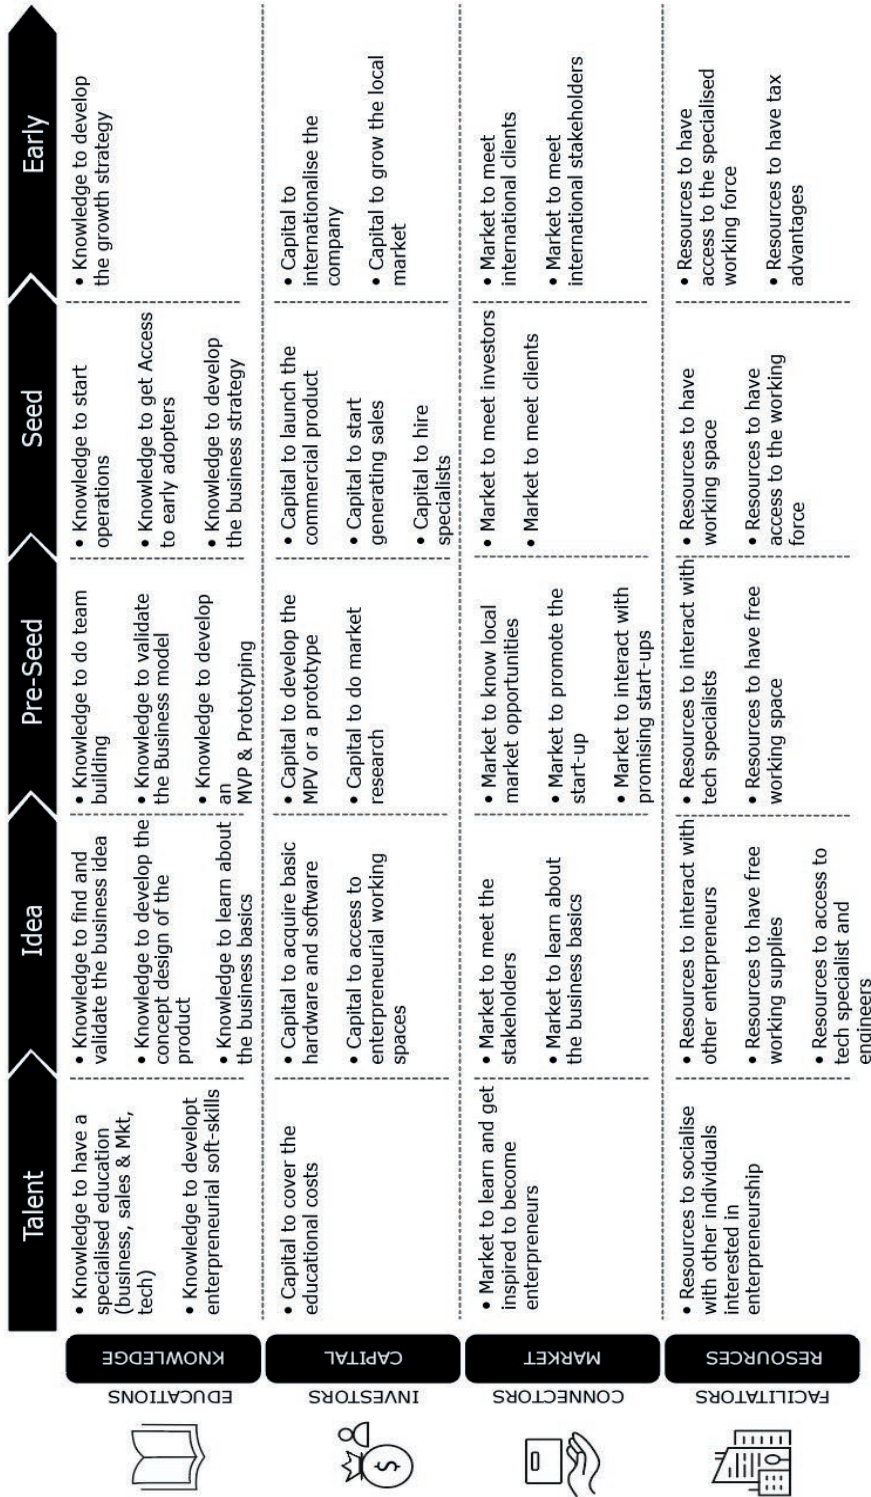 Talent
Idea
Pre-Seed
Seed
Early
EDUCATIONS
KNOWLEDGE
• Knowledge to have a
specialised education
(business, sales & Mkt,
tech)
• Knowledge to developt
enterpreneurial soft-skills
• Knowledge to find and
validate the business idea
• Knowledge to develop the
concept design of the
product
• Knowledge to learn about
the business basics
• Knowledge to do team
building
• Knowledge to validate
the Business model
• Knowledge to develop
an
MVP & Prototyping
• Knowledge to start
operations
• Knowledge to get Access
to early adopters
• Knowledge to develop
the business strategy
• Knowledge to develop
the growth strategy
$
INVESTORS
CAPITAL
• Capital to cover the
educational costs
• Capital to acquire basic
hardware and software
• Capital to access to
enterpreneurial working
spaces
• Capital to develop the
MPV or a prototype
• Capital to do market
research
• Capital to launch the
commercial product
• Capital to start
generating sales
• Capital to hire
specialists
• Capital to
internationalise the
company
• Capital to grow the local
market
CONNECTORS
MARKET
• Market to learn and get
inspired to become
enterpreneurs
• Market to meet the
stakeholders
• Market to learn about
the business basics
• Market to know local
market opportunities
• Market to promote the
start-up
• Market to interact with
promising start-ups
• Market to meet investors
• Market to meet clients
• Market to meet
international clients
• Market to meet
international stakeholders
FACILITATORS
RESOURCES
• Resources to socialise
with other individuals
interested in
enterpreneurship
• Resources to interact with
other enterpreneurs
• Resources to have free
working supplies
• Resources to access to
tech specialist and
engineers
• Resources to interact with
tech specialists
• Resources to have free
working space
• Resources to have
working space
• Resources to have
access to the working
force
• Resources to have
access to the specialised
working force
• Resources to have tax
advantages